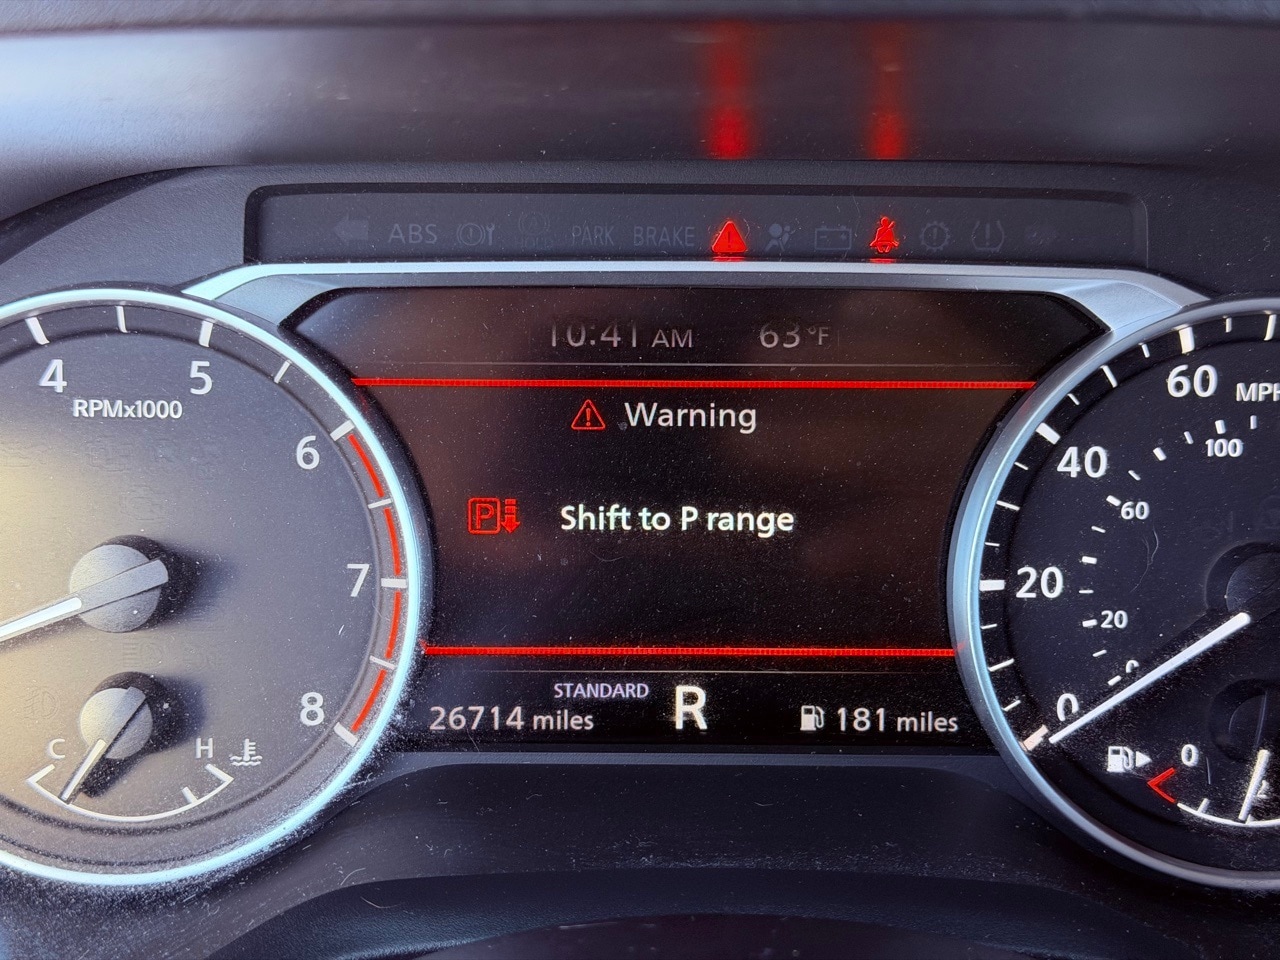 ABS PARK BRAKE
10:41 AM 63°F
4 5 6 7 8
RPMx1000
C H
Warning
P Shift to P range
STANDARD
26714 miles R 181 miles
60 MPH
40
20
0
100
60
20
0
0